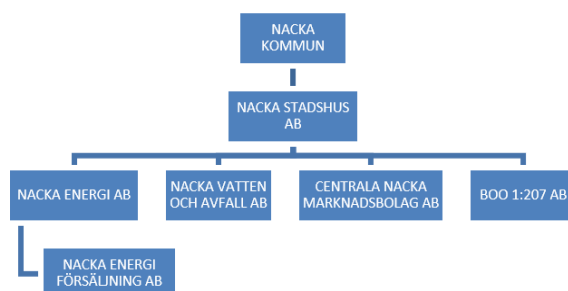 NACKA
KOMMUN
NACKA STADSHUS
AB
NACKA ENERGI AB
NACKA VATTEN
OCH AVFALL AB
CENTRALA NACKA
MARKNADSBOLAG AB
BOO 1:207 AB
NACKA ENERGI
FÖRSÄLJNING AB